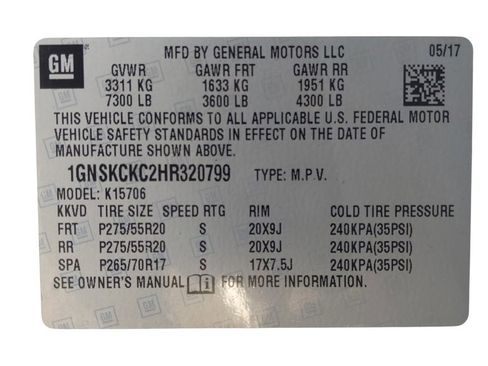 GM MFD BY GENERAL MOTORS LLC 05/17
GVWR GAWR FRT GAWR RR
3311 KG 1633 KG 1951 KG
7300 LB 3600 LB 4300 LB
THIS VEHICLE CONFORMS TO ALL APPLICABLE U.S. FEDERAL MOTOR
VEHICLE SAFETY STANDARDS IN EFFECT ON THE DATE OF
MANUFACTURE SHOWN ABOVE.
1GNSKCKC2HR320799 TYPE: M.P.V.
MODEL: K15706
KKVD TIRE SIZE SPEED RTG RIM COLD TIRE PRESSURE
FRT P275/55R20 S 20X9J 240KPA(35PSI)
RR P275/55R20 S 20X9J 240KPA(35PSI)
SPA P265/70R17 S 17X7.5J 240KPA(35PSI)
SEE OWNER'S MANUAL FOR MORE INFORMATION.